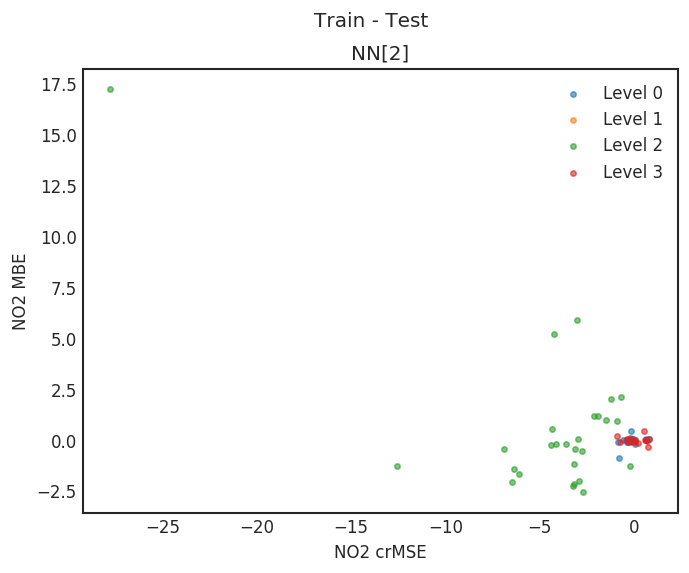 Train - Test
NN[2]
17.5
15.0
12.5
10.0
7.5
5.0
2.5
0.0
−2.5
NO2 MBE
Level 0
Level 1
Level 2
Level 3
−25
−20
−15
−10
−5
0
NO2 crMSE